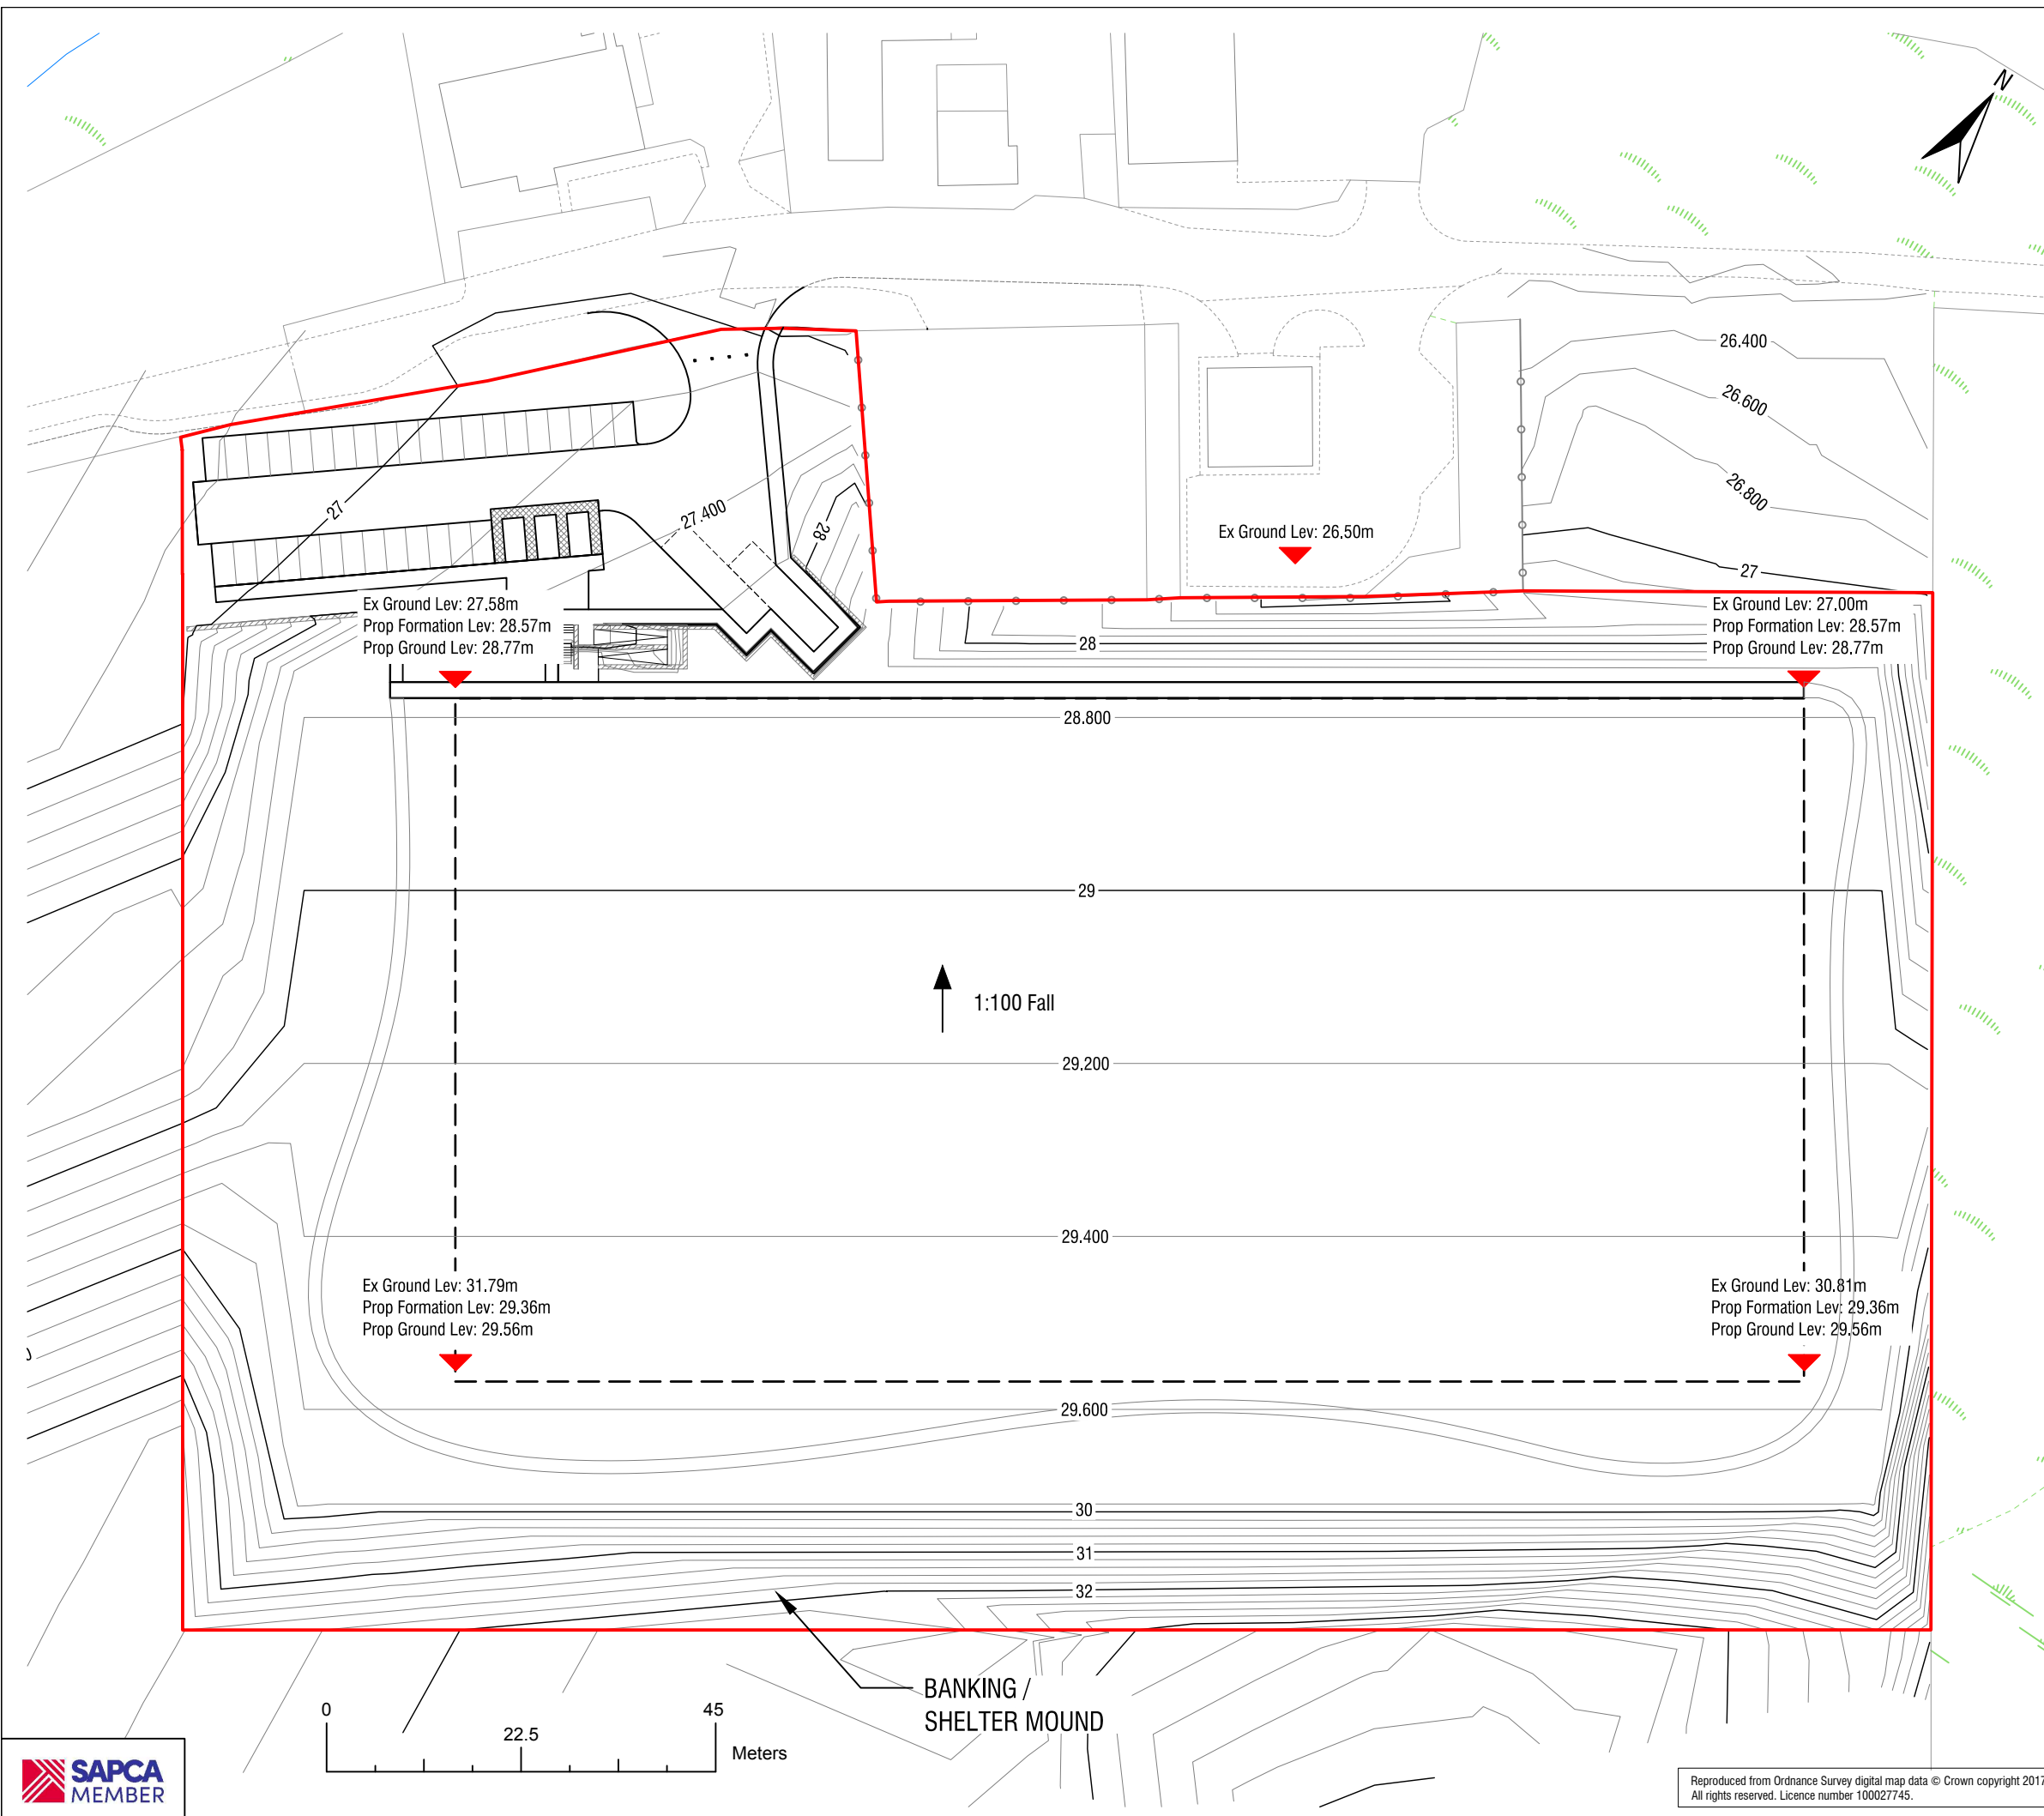 N
26.400
26.600
26.800
27
27
27.400
28
Ex Ground Lev: 26.50m
Ex Ground Lev: 27.58m
Prop Formation Lev: 28.57m
Prop Ground Lev: 28.77m
Ex Ground Lev: 27.00m
Prop Formation Lev: 28.57m
Prop Ground Lev: 28.77m
28
28.800
29
1:100 Fall
29.200
29.400
Ex Ground Lev: 31.79m
Prop Formation Lev: 29.36m
Prop Ground Lev: 29.56m
Ex Ground Lev: 30.81m
Prop Formation Lev: 29.36m
Prop Ground Lev: 29.56m
29.600
30
31
32
BANKING /
SHELTER MOUND
0
22.5
45
Meters
SAPCA
MEMBER
Reproduced from Ordnance Survey digital map data © Crown copyright 2017
All rights reserved. Licence number 100027745.